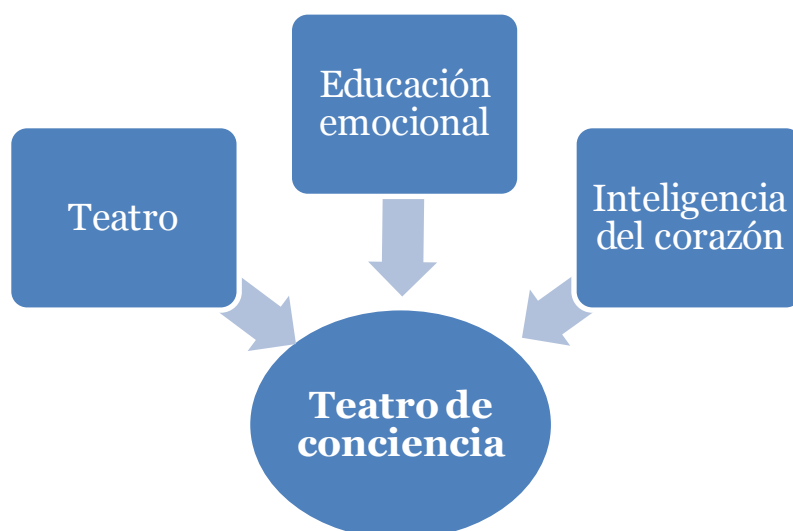 Teatro
Educación
emocional
Inteligencia
del corazón
Teatro de
conciencia